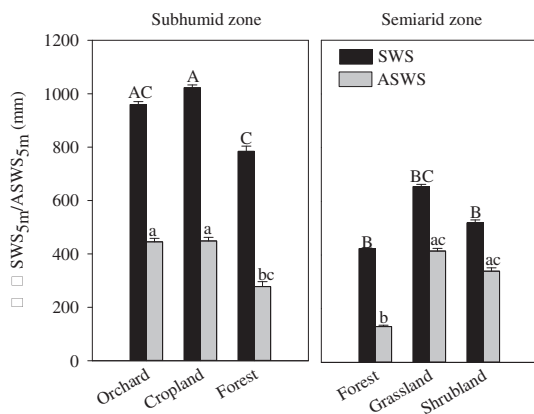 Subhumid zone
Semiarid zone
SWS
ASWS
□ □ SWS5m/ASWS5m (mm)
1200
1000
800
600
400
200
0
AC
A
C
a
a
bc
B
BC
B
b
ac
ac
Orchard
Cropland
Forest
Forest
Grassland
Shrubland